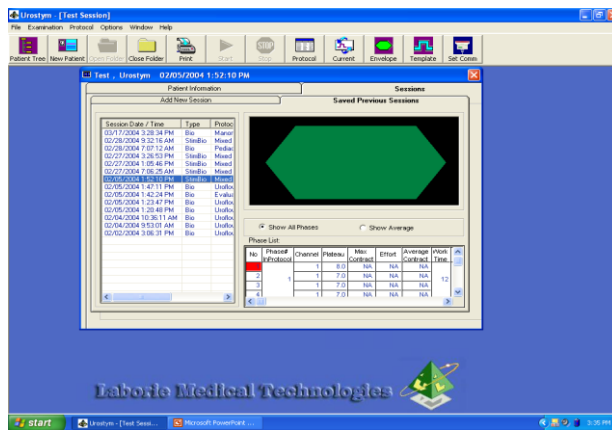 Urostym - [Test Session]
File Examination Protocol Options Window Help
Patient Tree New Patient Open Folder Close Folder Print Start Stop Protocol Current Envelope Template Set Comm
Test , Urostym 02/05/2004 1:52:10 PM
Patient Information Sessions
Add New Session Saved Previous Sessions
Session Date / Time Type Protoc
03/17/2004 3:28:34 PM Bio Manor
02/28/2004 9:32:16 AM StimBio Mixed
02/28/2004 7:07:12 AM Bio Pediac
02/27/2004 3:26:53 PM StimBio Mixed
02/27/2004 1:05:46 PM StimBio Mixed
02/27/2004 7:06:25 AM StimBio Mixed
02/05/2004 1:52:10 PM StimBio Mixed
02/05/2004 1:47:11 PM Bio Uroflo
02/05/2004 1:42:24 PM Bio Evalua
02/05/2004 1:23:47 PM Bio Uroflo
02/05/2004 1:20:48 PM Bio Uroflo
02/04/2004 10:36:11 AM Bio Uroflo
02/04/2004 9:53:01 AM Bio Uroflo
02/02/2004 3:06:31 PM Bio Uroflo
Show All Phases Show Average
Phase List:
No Phase# InProtocol Channel Plateau Max Contract Effort Average Contract Work Time
1 8.0 NA NA NA
2 1 1 7.0 NA NA NA 12
3 1 7.0 NA NA NA
4 1 7.0 NA NA NA
Laborie Medical Technologies
start Urostym - [Test Sessi... Microsoft PowerPoint ... 3:35 PM